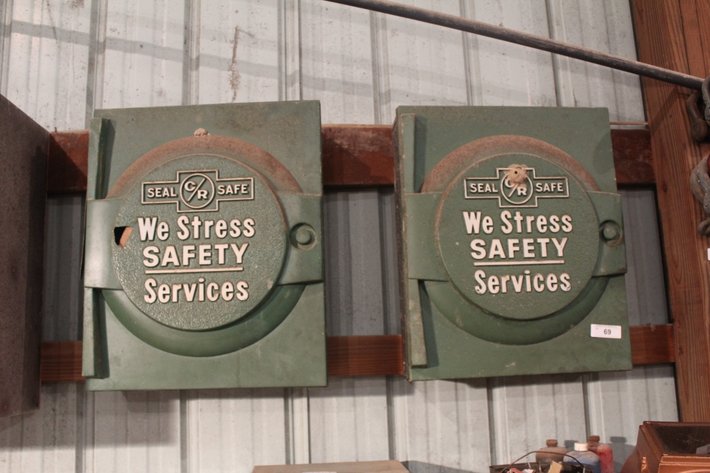 SEAL C/R SAFE
We Stress
SAFETY
Services
SEAL C/R SAFE
We Stress
SAFETY
Services
69